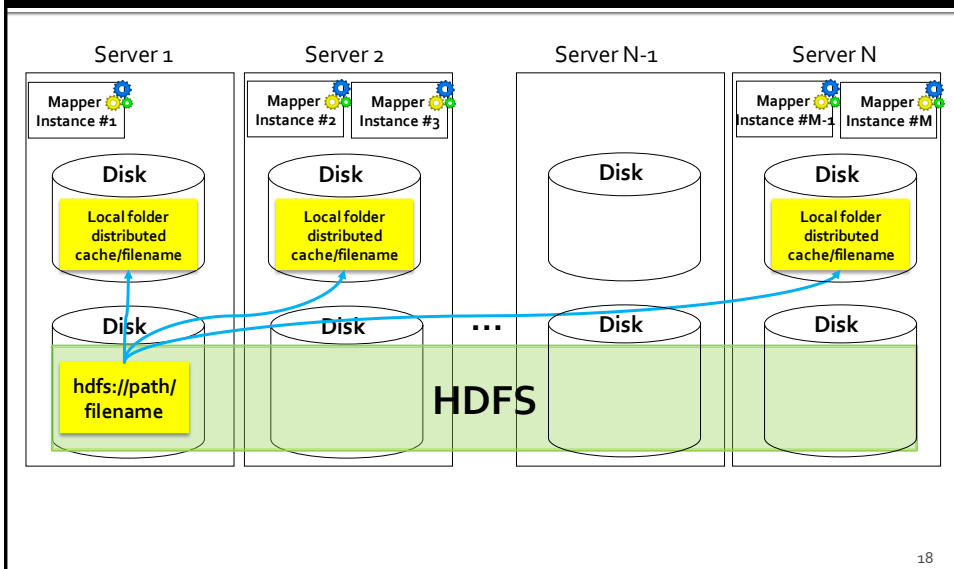 Server 1
Server 2
Server N-1
Server N
Mapper
Instance #1
Mapper
Instance #2
Mapper
Instance #3
Mapper
Instance #M-1
Mapper
Instance #M
Disk
Local folder
distributed
cache/filename
Disk
Local folder
distributed
cache/filename
Disk
Disk
Local folder
distributed
cache/filename
Disk
Disk
...
Disk
Disk
hdfs://path/
filename
HDFS
18